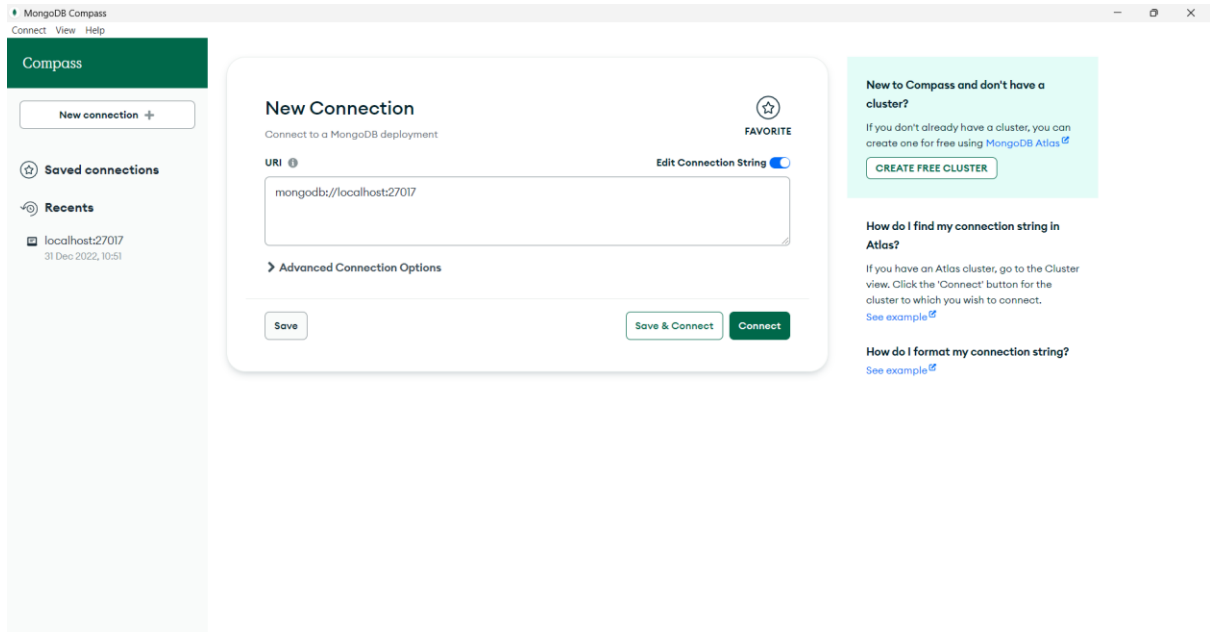 MongoDB Compass
Connect View Help
Compass
New connection
Saved connections
Recents
localhost:27017
31 Dec 2022, 10:51
New Connection
Connect to a MongoDB deployment
FAVORITE
URI
Edit Connection String
mongodb://localhost:27017
Advanced Connection Options
Save
Save & Connect
Connect
New to Compass and don't have a
cluster?
If you don't already have a cluster, you can
create one for free using MongoDB Atlas
CREATE FREE CLUSTER
How do I find my connection string in
Atlas?
If you have an Atlas cluster, go to the Cluster
view. Click the 'Connect' button for the
cluster to which you wish to connect.
See example
How do I format my connection string?
See example